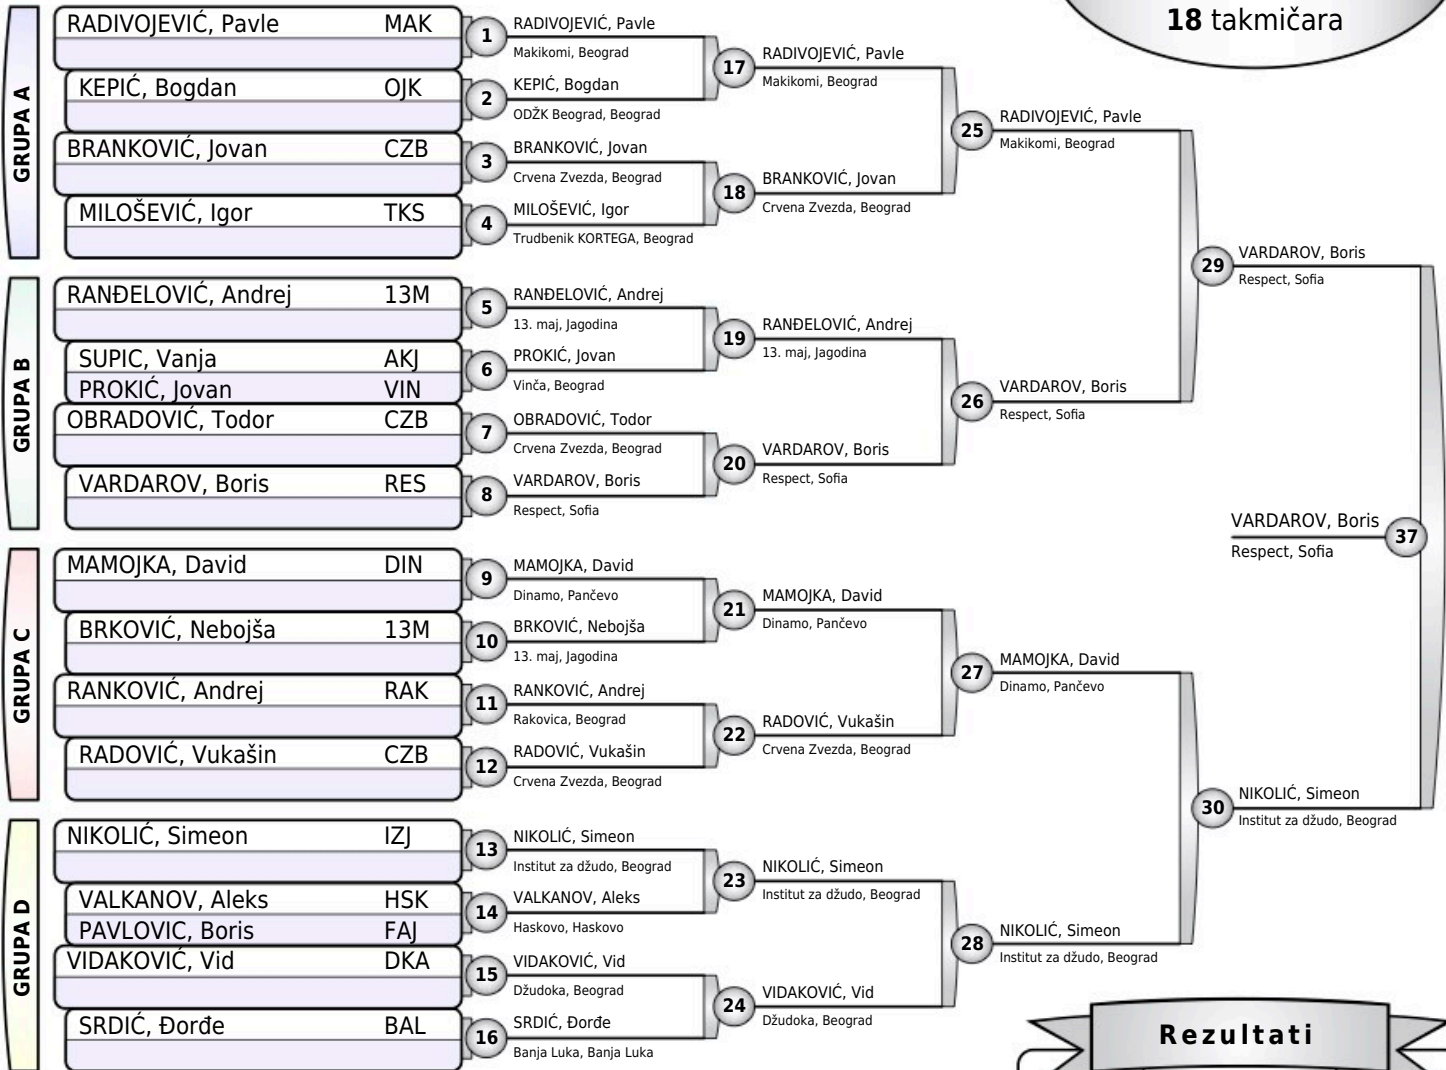 18 takmičara
GRUPA A
RADIVOJEVIĆ, Pavle MAK
KEPIĆ, Bogdan OJK
BRANKOVIĆ, Jovan CZB
MILOŠEVIĆ, Igor TKS
1 RADIVOJEVIĆ, Pavle
Makikomi, Beograd
2 KEPIĆ, Bogdan
ODŽK Beograd, Beograd
3 BRANKOVIĆ, Jovan
Crvena Zvezda, Beograd
4 MILOŠEVIĆ, Igor
Trudbenik KORTEGA, Beograd
17 RADIVOJEVIĆ, Pavle
Makikomi, Beograd
18 BRANKOVIĆ, Jovan
Crvena Zvezda, Beograd
25 RADIVOJEVIĆ, Pavle
Makikomi, Beograd
GRUPA B
RANĐELOVIĆ, Andrej 13M
SUPIC, Vanja AKJ
PROKIĆ, Jovan VIN
OBRADOVIĆ, Todor CZB
VARDAROV, Boris RES
5 RANĐELOVIĆ, Andrej
13. maj, Jagodina
6 PROKIĆ, Jovan
Vinča, Beograd
7 OBRADOVIĆ, Todor
Crvena Zvezda, Beograd
8 VARDAROV, Boris
Respect, Sofia
19 RANĐELOVIĆ, Andrej
13. maj, Jagodina
20 VARDAROV, Boris
Respect, Sofia
26 VARDAROV, Boris
Respect, Sofia
29 VARDAROV, Boris
Respect, Sofia
GRUPA C
MAMOJKA, David DIN
BRKOVIĆ, Nebojša 13M
RANKOVIĆ, Andrej RAK
RADOVIĆ, Vukašin CZB
9 MAMOJKA, David
Dinamo, Pančevo
10 BRKOVIĆ, Nebojša
13. maj, Jagodina
11 RANKOVIĆ, Andrej
Rakovica, Beograd
12 RADOVIĆ, Vukašin
Crvena Zvezda, Beograd
21 MAMOJKA, David
Dinamo, Pančevo
22 RADOVIĆ, Vukašin
Crvena Zvezda, Beograd
27 MAMOJKA, David
Dinamo, Pančevo
GRUPA D
NIKOLIĆ, Simeon IZJ
VALKANOV, Aleks HSK
PAVLOVIC, Boris FAJ
VIDAKOVIĆ, Vid DKA
SRDIĆ, Đorđe BAL
13 NIKOLIĆ, Simeon
Institut za džudo, Beograd
14 VALKANOV, Aleks
Haskovo, Haskovo
15 VIDAKOVIĆ, Vid
Džudoka, Beograd
16 SRDIĆ, Đorđe
Banja Luka, Banja Luka
23 NIKOLIĆ, Simeon
Institut za džudo, Beograd
24 VIDAKOVIĆ, Vid
Džudoka, Beograd
28 NIKOLIĆ, Simeon
Institut za džudo, Beograd
30 NIKOLIĆ, Simeon
Institut za džudo, Beograd
VARDAROV, Boris 37
Respect, Sofia
Rezultati